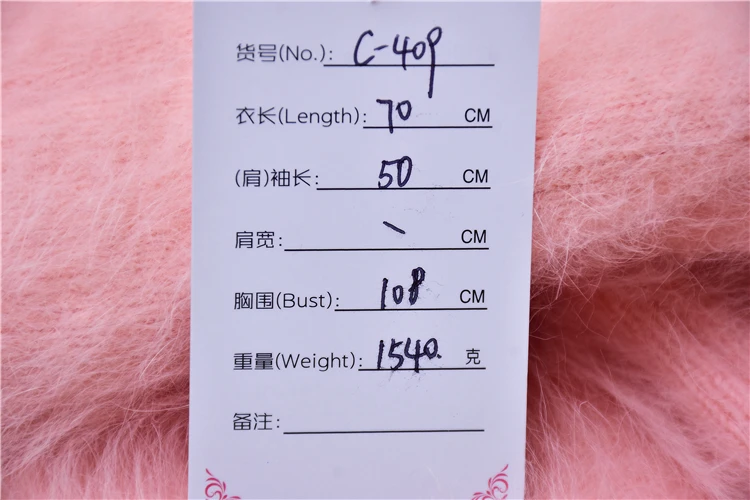 货号(No.): C-409
衣长(Length): 70 CM
(肩)袖长: 50 CM
肩宽: \ CM
胸围(Bust): 108 CM
重量(Weight): 1540. 克
备注: